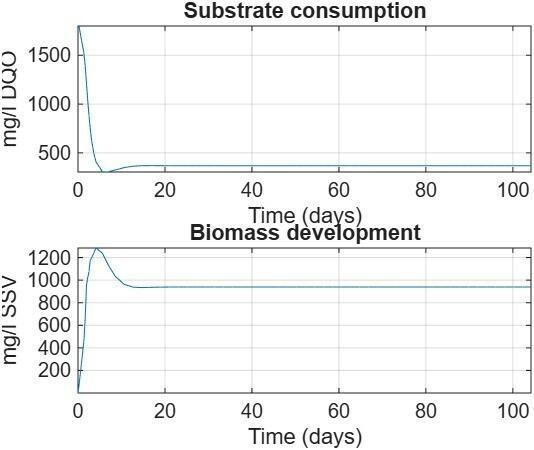 Substrate consumption
mg/l DQO
1500
1000
500
0 20 40 60 80 100
Time (days)
Biomass development
mg/l SSV
1200
1000
800
600
400
200
0 20 40 60 80 100
Time (days)